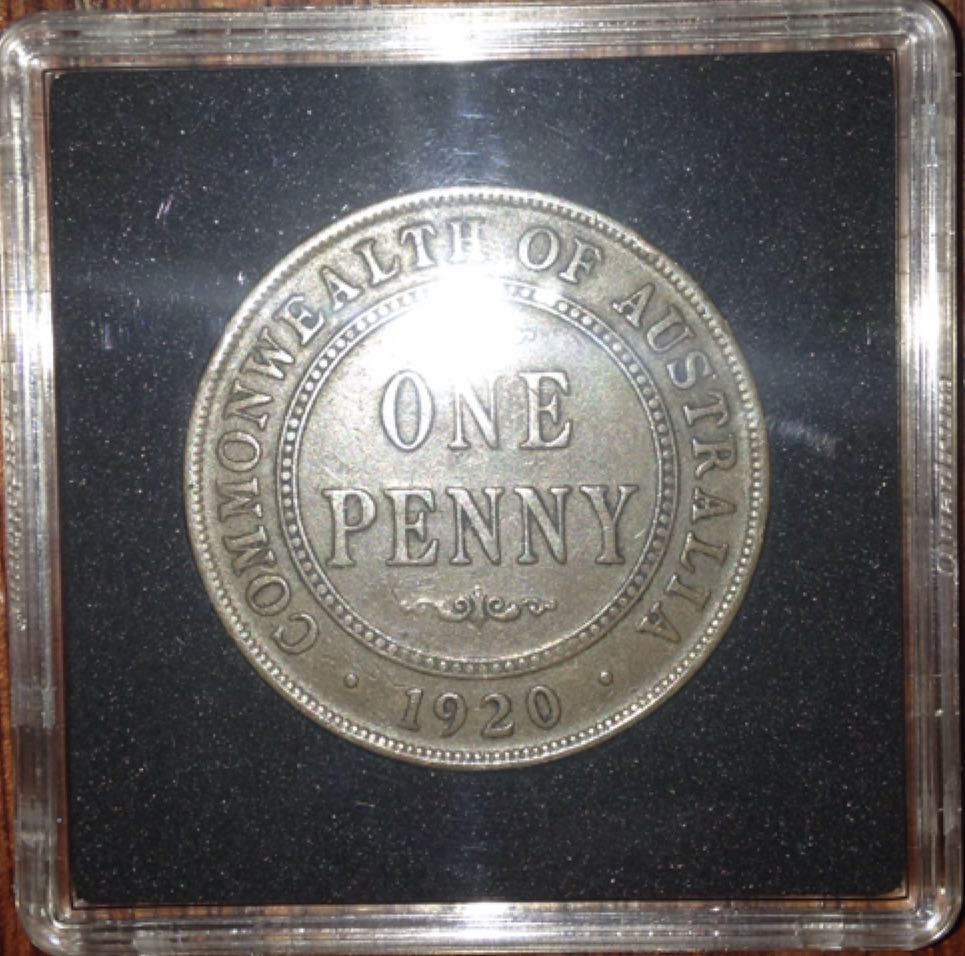 COMMONWEALTH OF AUSTRALIA
ONE
PENNY
· 1920 ·